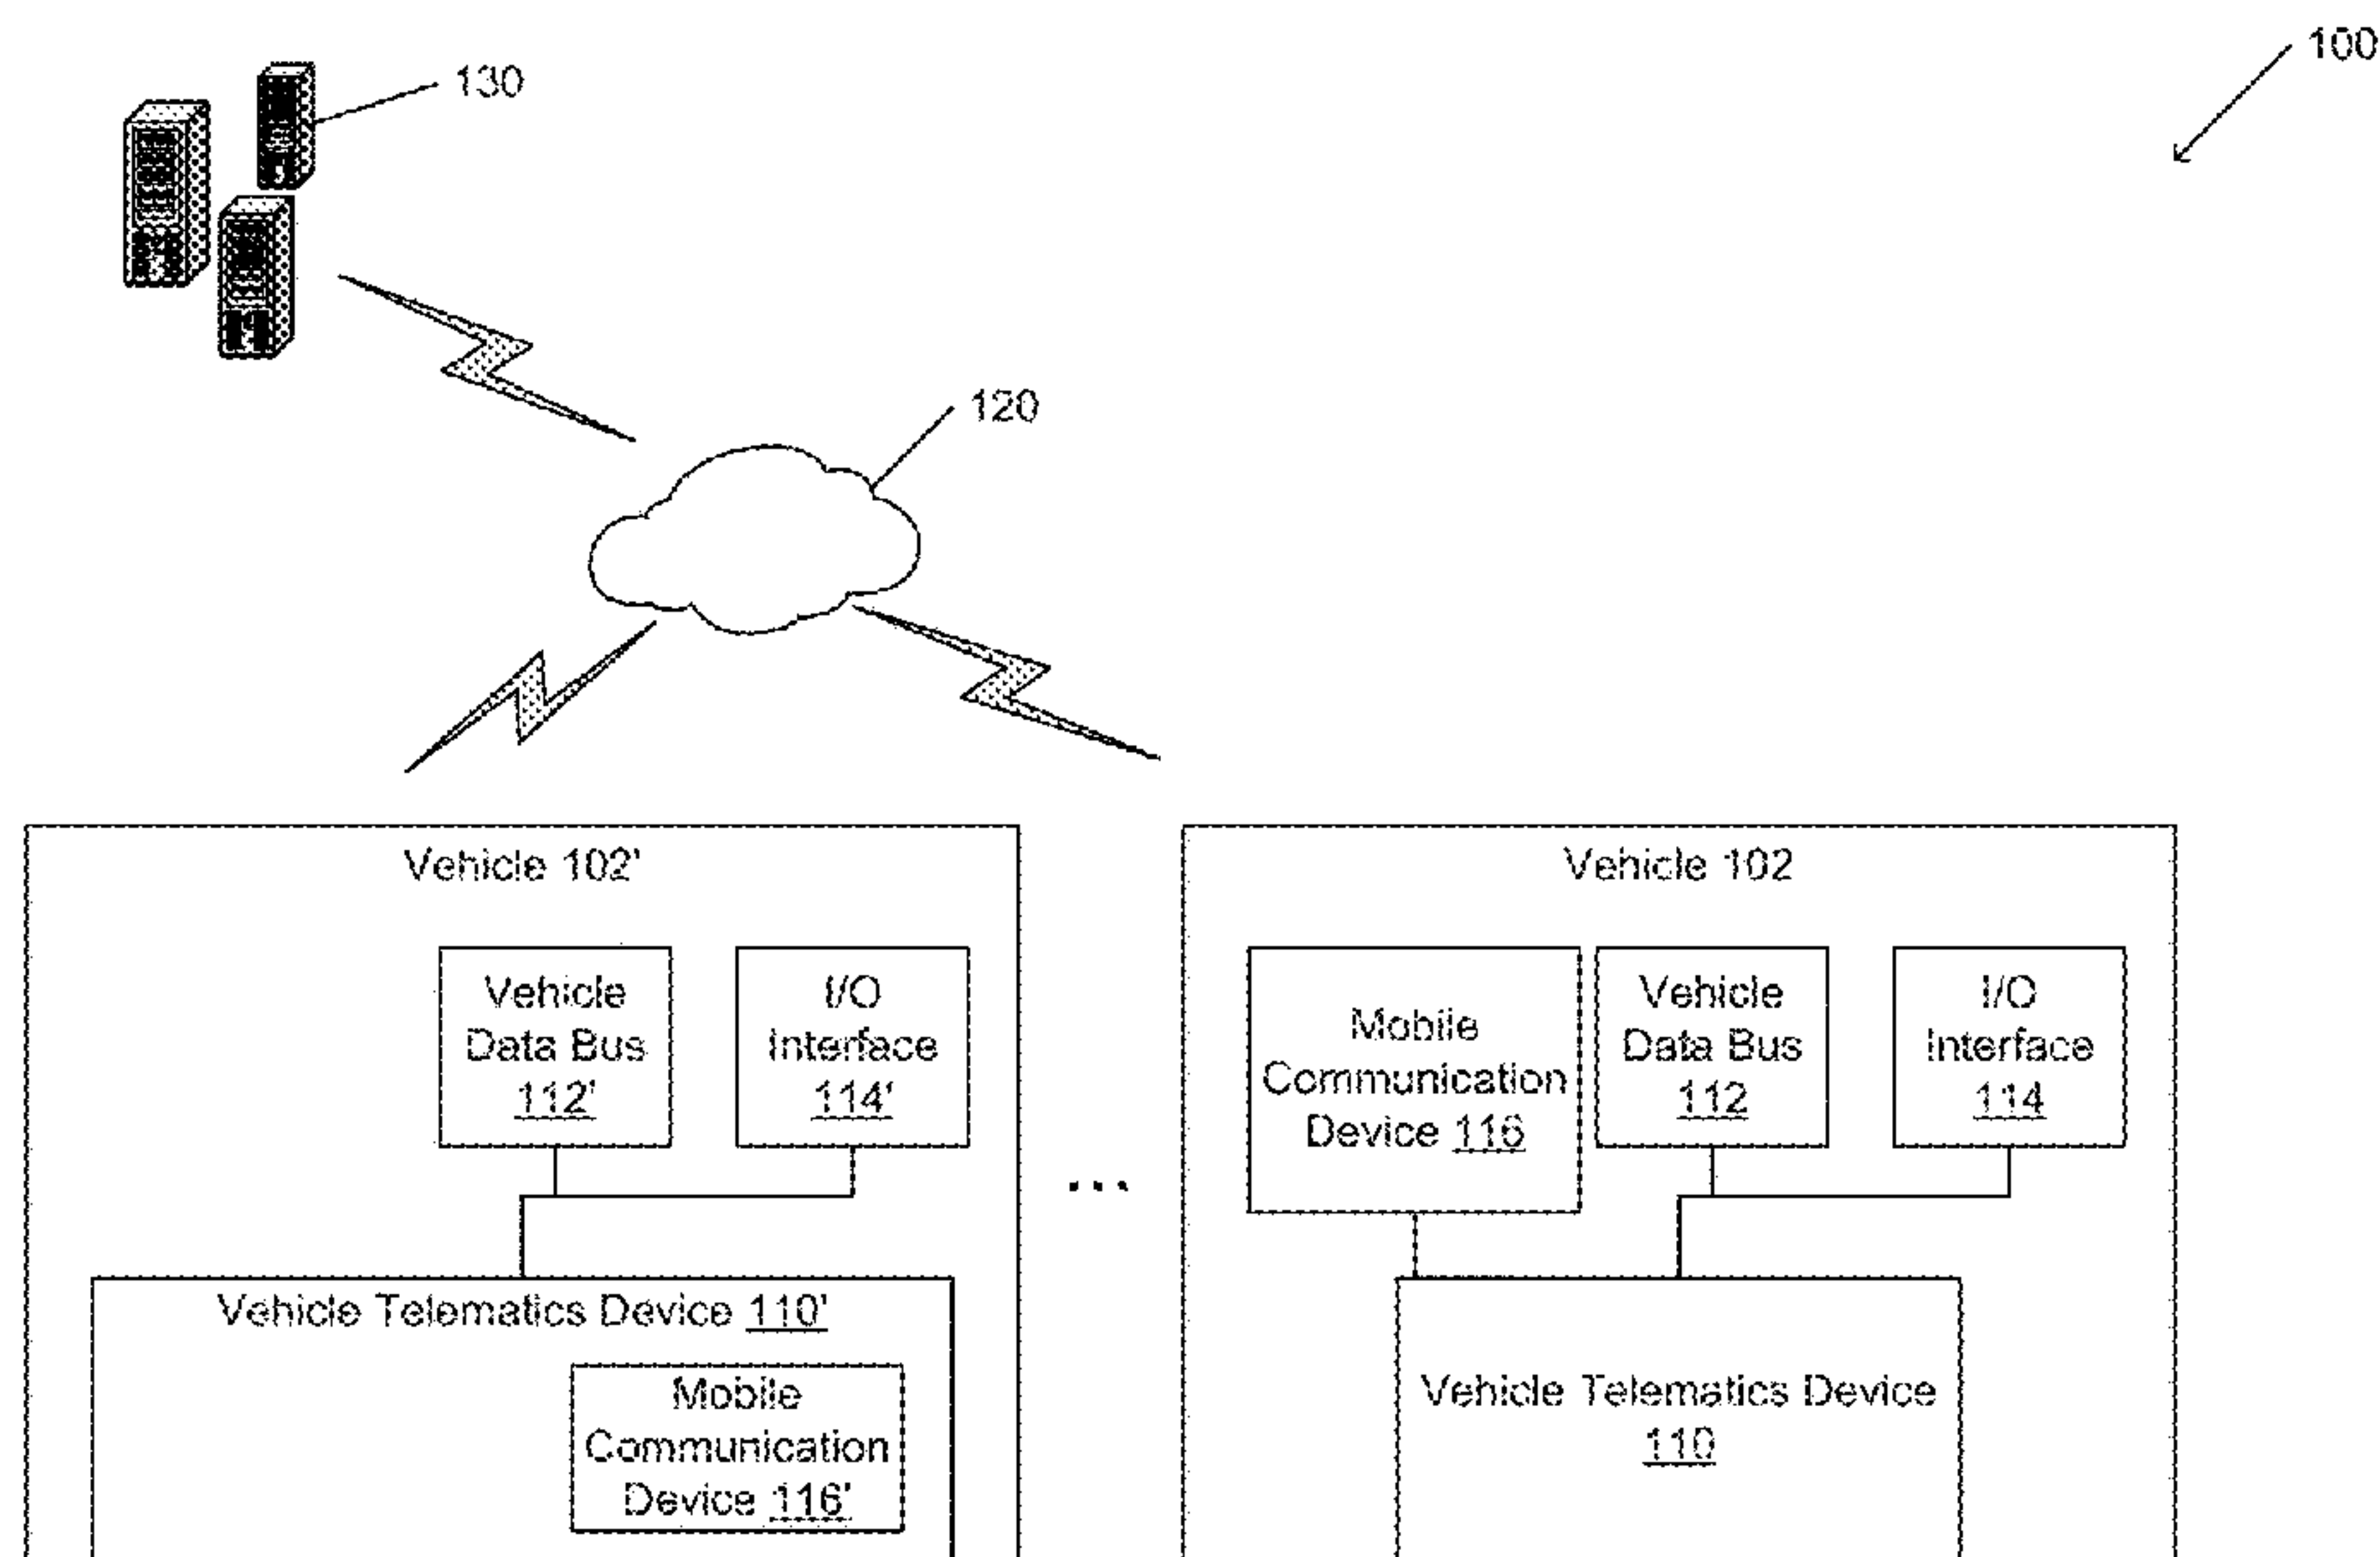 100
130
120
Vehicle 102'
Vehicle
Data Bus
112'
I/O
Interface
114'
...
Vehicle 102
Mobile
Communication
Device 116
Vehicle
Data Bus
112
I/O
Interface
114
Vehicle Telematics Device 110'
Mobile
Communication
Device 116'
Vehicle Telematics Device
110